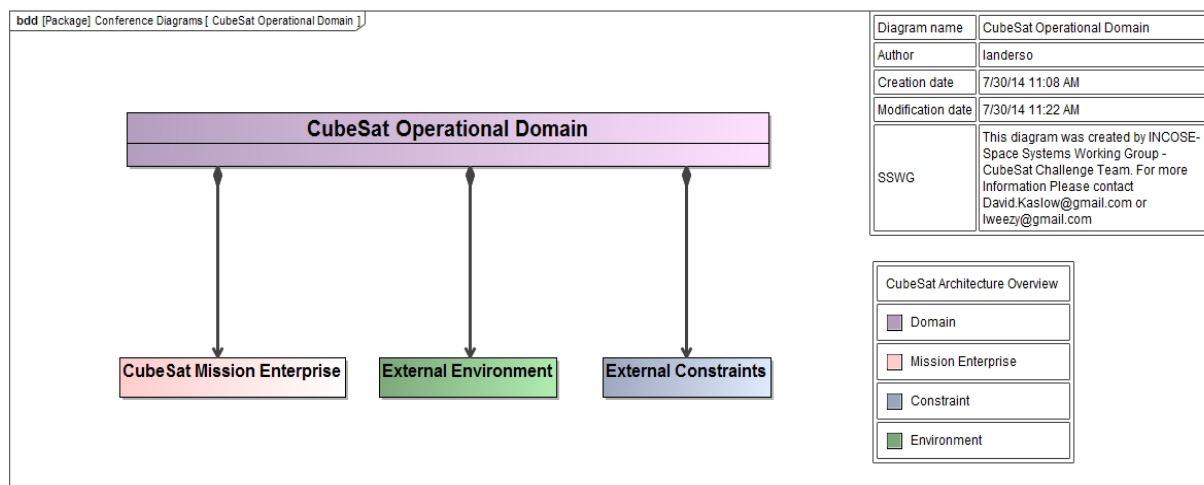 bdd [Package] Conference Diagrams [ CubeSat Operational Domain ]
Diagram name CubeSat Operational Domain
Author landerso
Creation date 7/30/14 11:08 AM
Modification date 7/30/14 11:22 AM
SSWG
This diagram was created by INCOSE-
Space Systems Working Group -
CubeSat Challenge Team. For more
Information Please contact
David.Kaslow@gmail.com or
lweezy@gmail.com
CubeSat Operational Domain
CubeSat Mission Enterprise
External Environment
External Constraints
CubeSat Architecture Overview
Domain
Mission Enterprise
Constraint
Environment